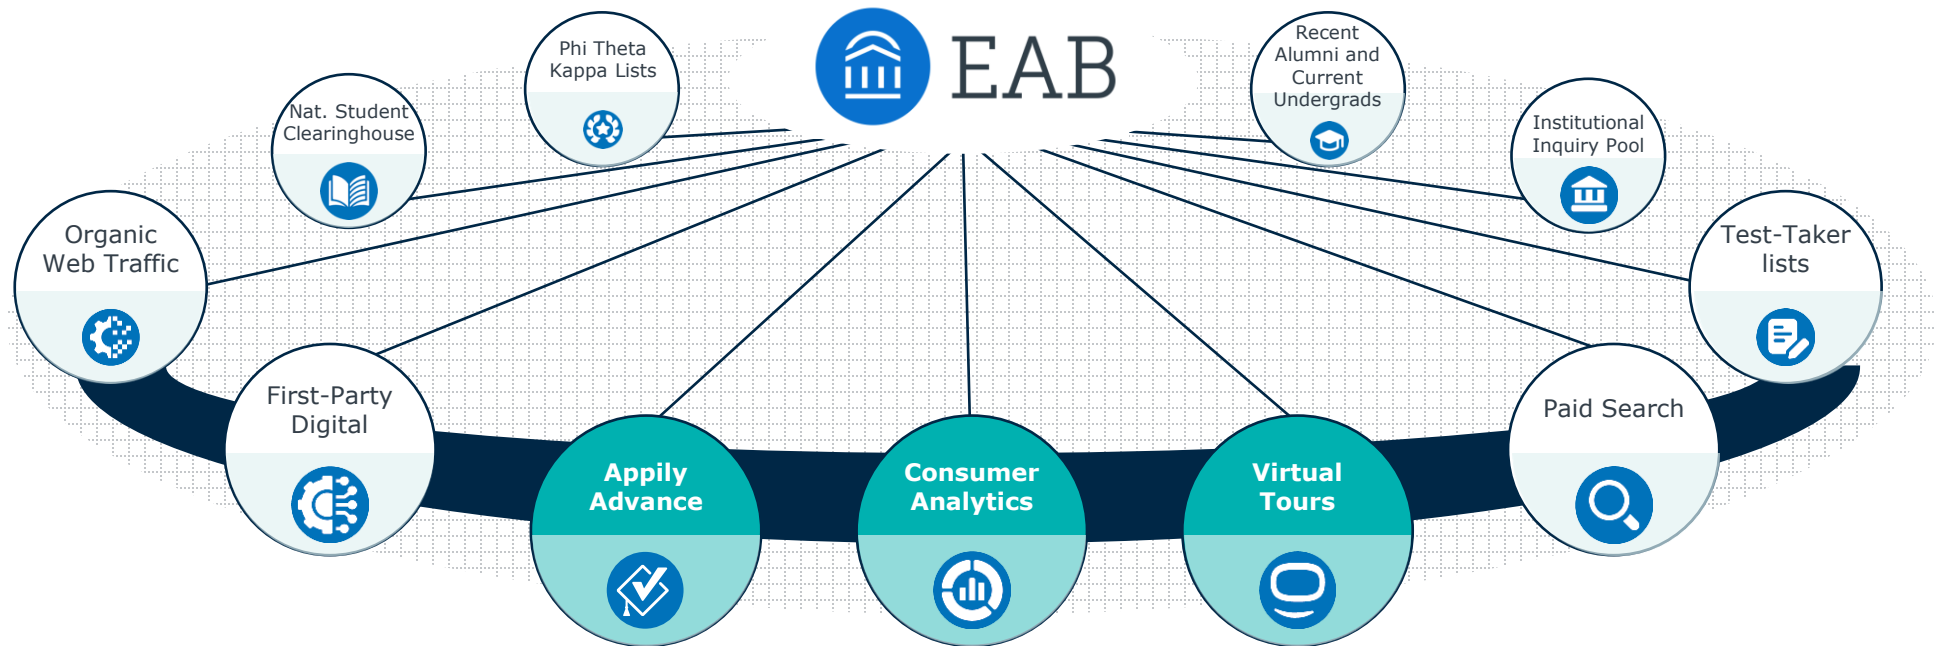 EAB
Phi Theta
Kappa Lists
Nat. Student
Clearinghouse
Recent
Alumni and
Current
Undergrads
Institutional
Inquiry Pool
Organic
Web Traffic
Test-Taker
lists
First-Party
Digital
Paid Search
Appily
Advance
Consumer
Analytics
Virtual
Tours